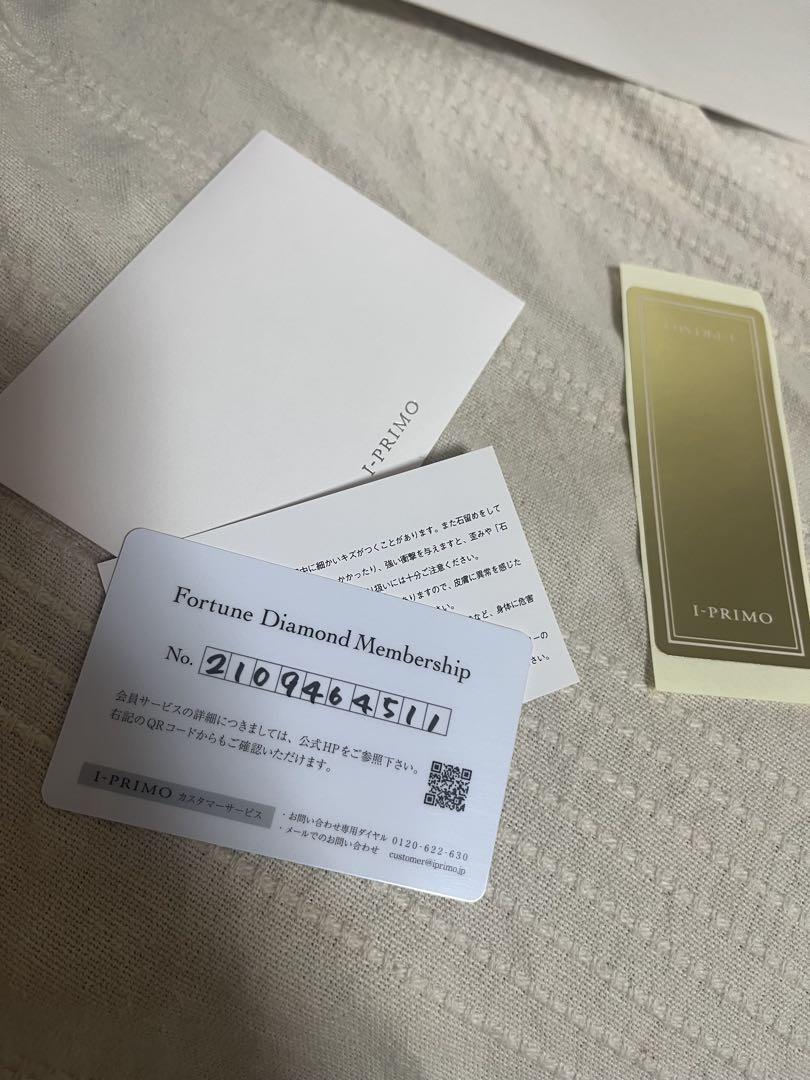 I-PRIMO
中に細かいキズがつくことがあります。また石留めをして
かかったり、強い衝撃を与えますと、歪みや「石
扱いには十分ご注意ください。
ありますので、皮膚に異常を感じた
さい。
など、身体に危害
ーの
さい。
Fortune Diamond Membership
No. 2109464511
会員サービスの詳細につきましては、公式HPをご参照下さい。
右記のQRコードからもご確認いただけます。
I-PRIMO カスタマーサービス
・お問い合わせ専用ダイヤル 0120-622-630
・メールでのお問い合わせ customer@iprimo.jp
I-PRIMO
I-PRIMO